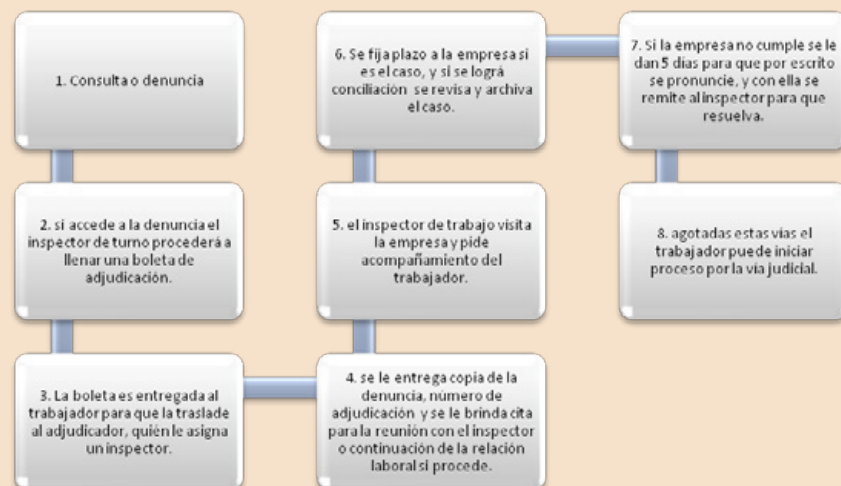 1. Consulta o denuncia
2. si accede a la denuncia el
inspector de turno procederá a
llenar una boleta de
adjudicación.
3. La boleta es entregada al
trabajador para que la traslade
al adjudicador, quién le asigna
un inspector.
4. se le entrega copia de la
denuncia, número de
adjudicación y se le brinda cita
para la reunión con el inspector
o continuación de la relación
laboral si procede.
5. el inspector de trabajo visita
la empresa y pide
acompañamiento del
trabajador.
6. Se fija plazo a la empresa si
es el caso, y si se logró
conciliación se revisa y archiva
el caso.
7. Si la empresa no cumple se le
dan 5 días para que por escrito
se pronuncie, y con ella se
remite al inspector para que
resuelva.
8. agotadas estas vías el
trabajador puede iniciar
proceso por la vía judicial.